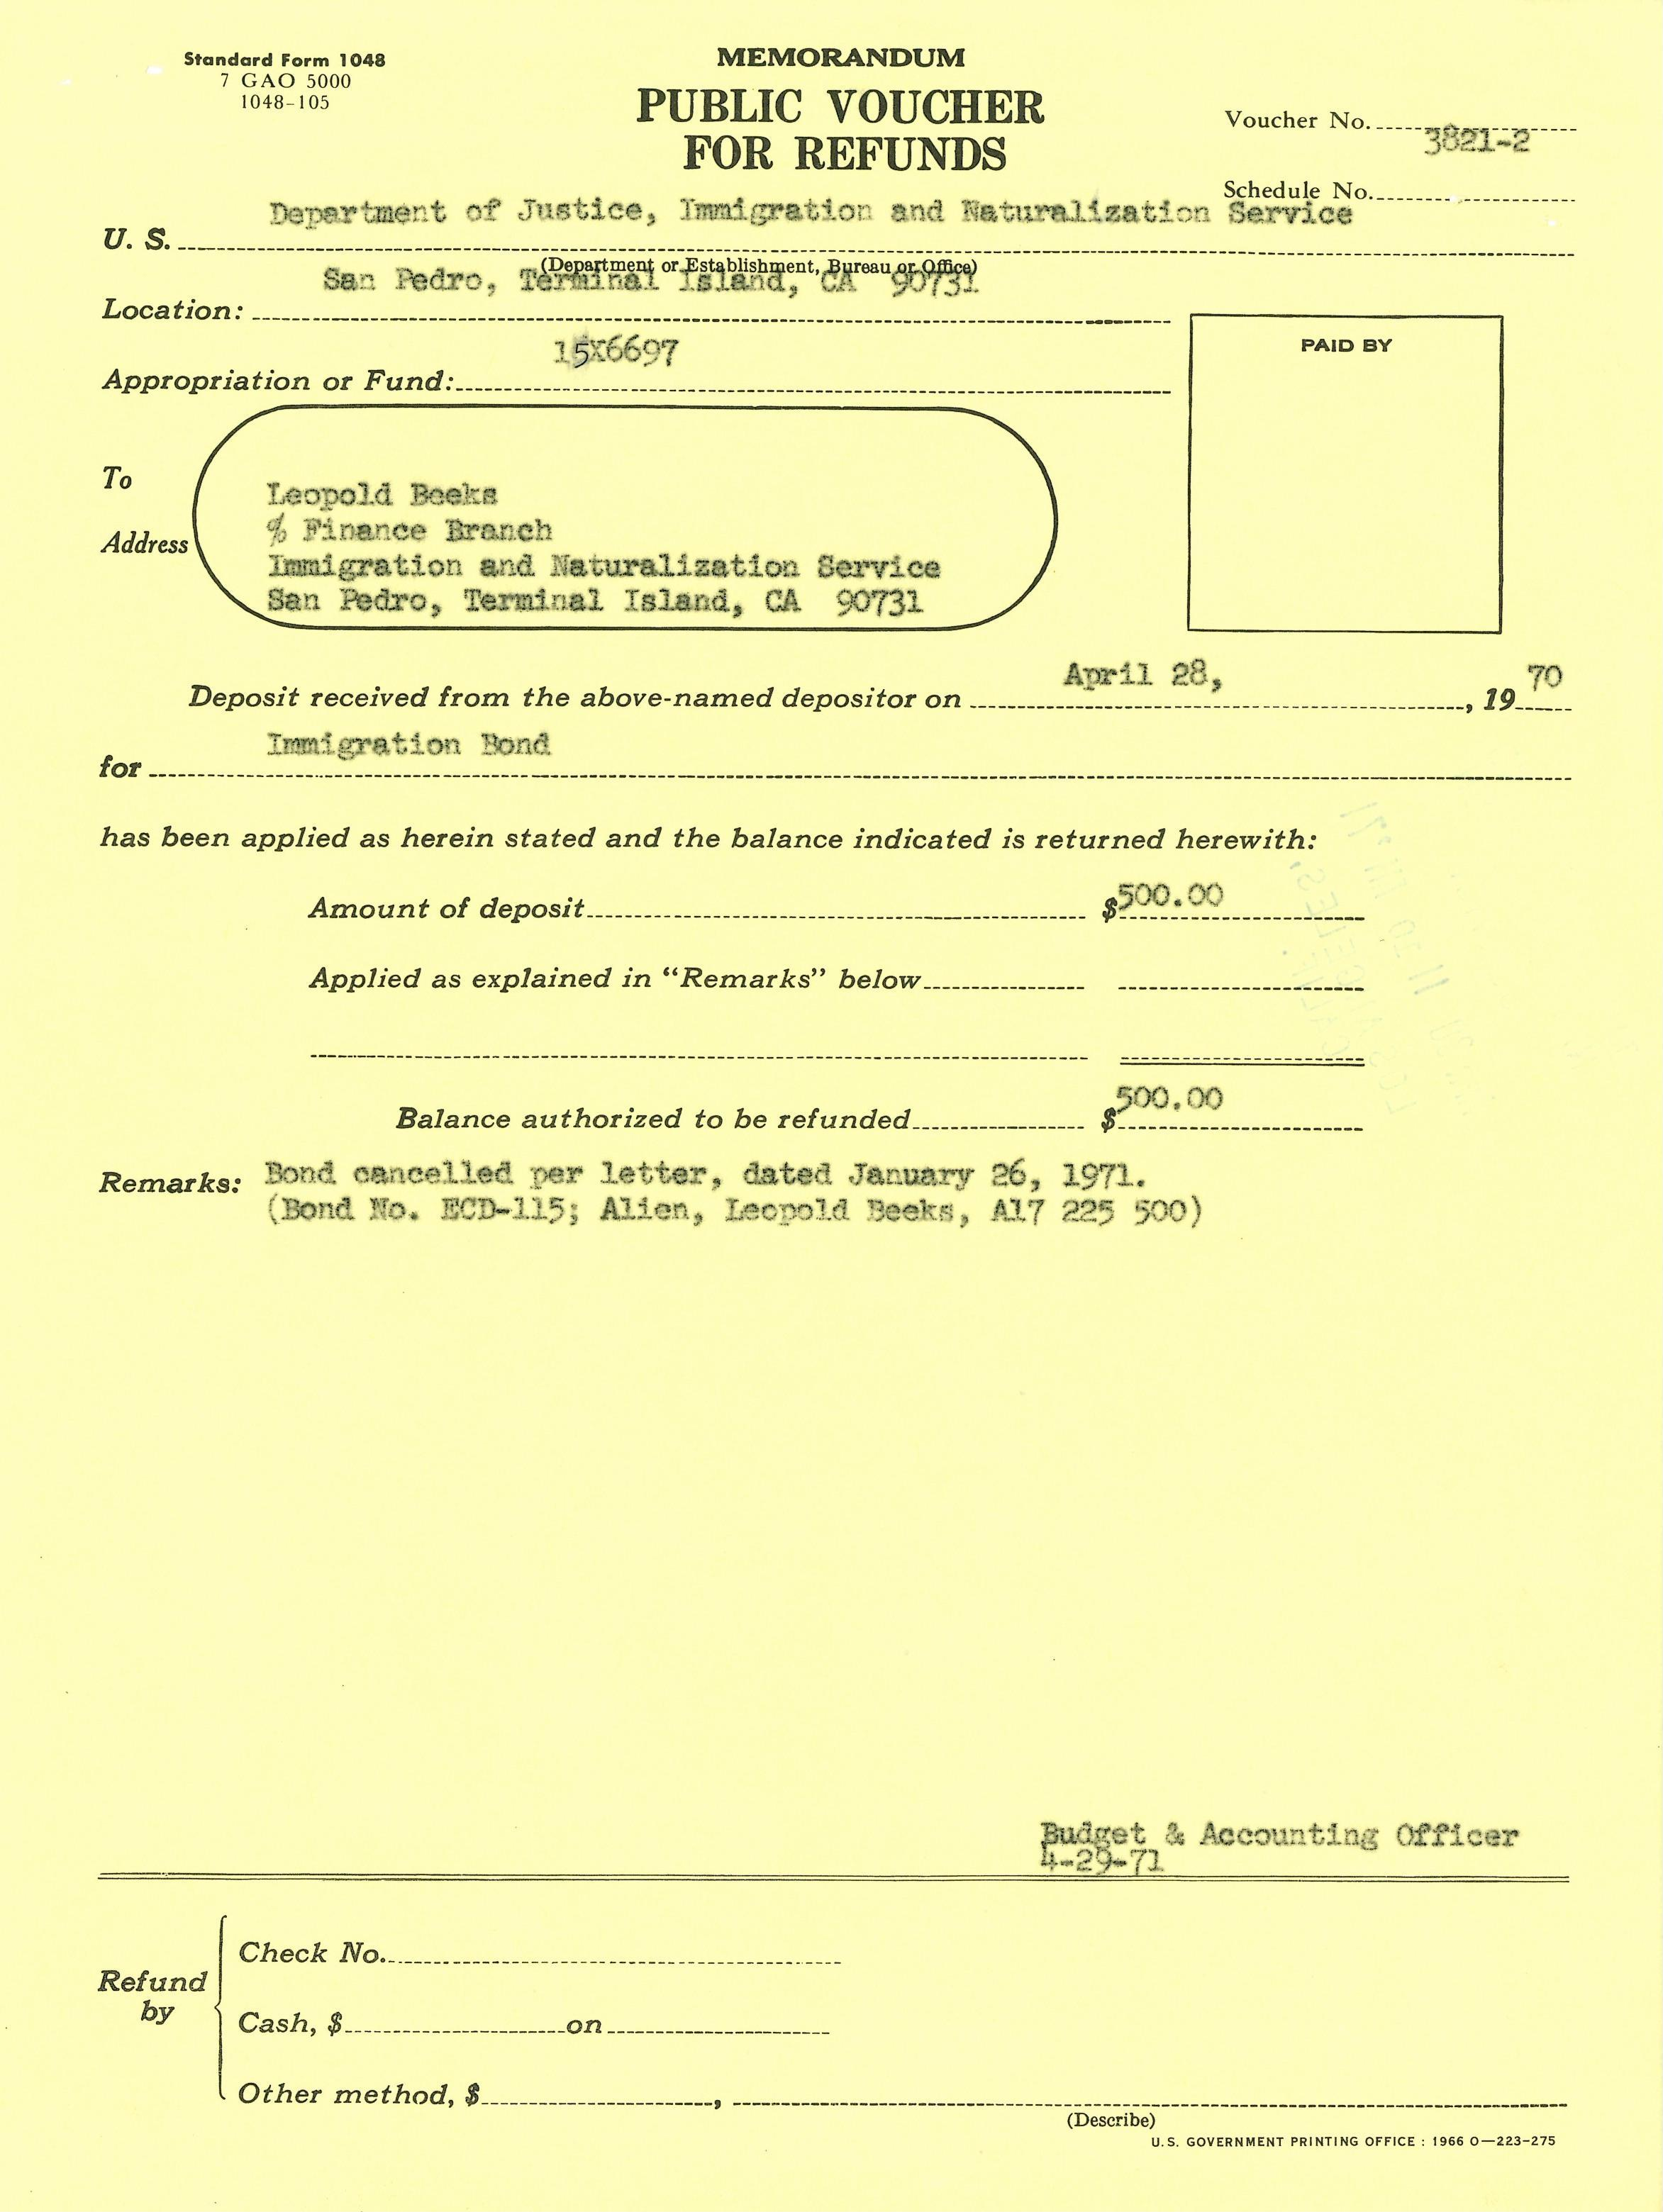 Standard Form 1048
7 GAO 5000
1048-105
MEMORANDUM
PUBLIC VOUCHER
FOR REFUNDS
Voucher No. 3821-2
Schedule No.
U. S. Department of Justice, Immigration and Naturalization Service
(Department or Establishment, Bureau or Office)
Location: San Pedro, Terminal Island, CA 90731
Appropriation or Fund: 15X6697
PAID BY
To
Address
Leopold Beeks
% Finance Branch
Immigration and Naturalization Service
San Pedro, Terminal Island, CA 90731
Deposit received from the above-named depositor on April 28, , 19 70
for Immigration Bond
has been applied as herein stated and the balance indicated is returned herewith:
Amount of deposit $500.00
Applied as explained in “Remarks” below
Balance authorized to be refunded $500.00
Remarks: Bond cancelled per letter, dated January 26, 1971.
(Bond No. ECD-115; Alien, Leopold Beeks, A17 225 500)
Budget & Accounting Officer
4-29-71
Refund
by
Check No.
Cash, $ on
Other method, $ ,
(Describe)
U.S. GOVERNMENT PRINTING OFFICE : 1966 O—223-275